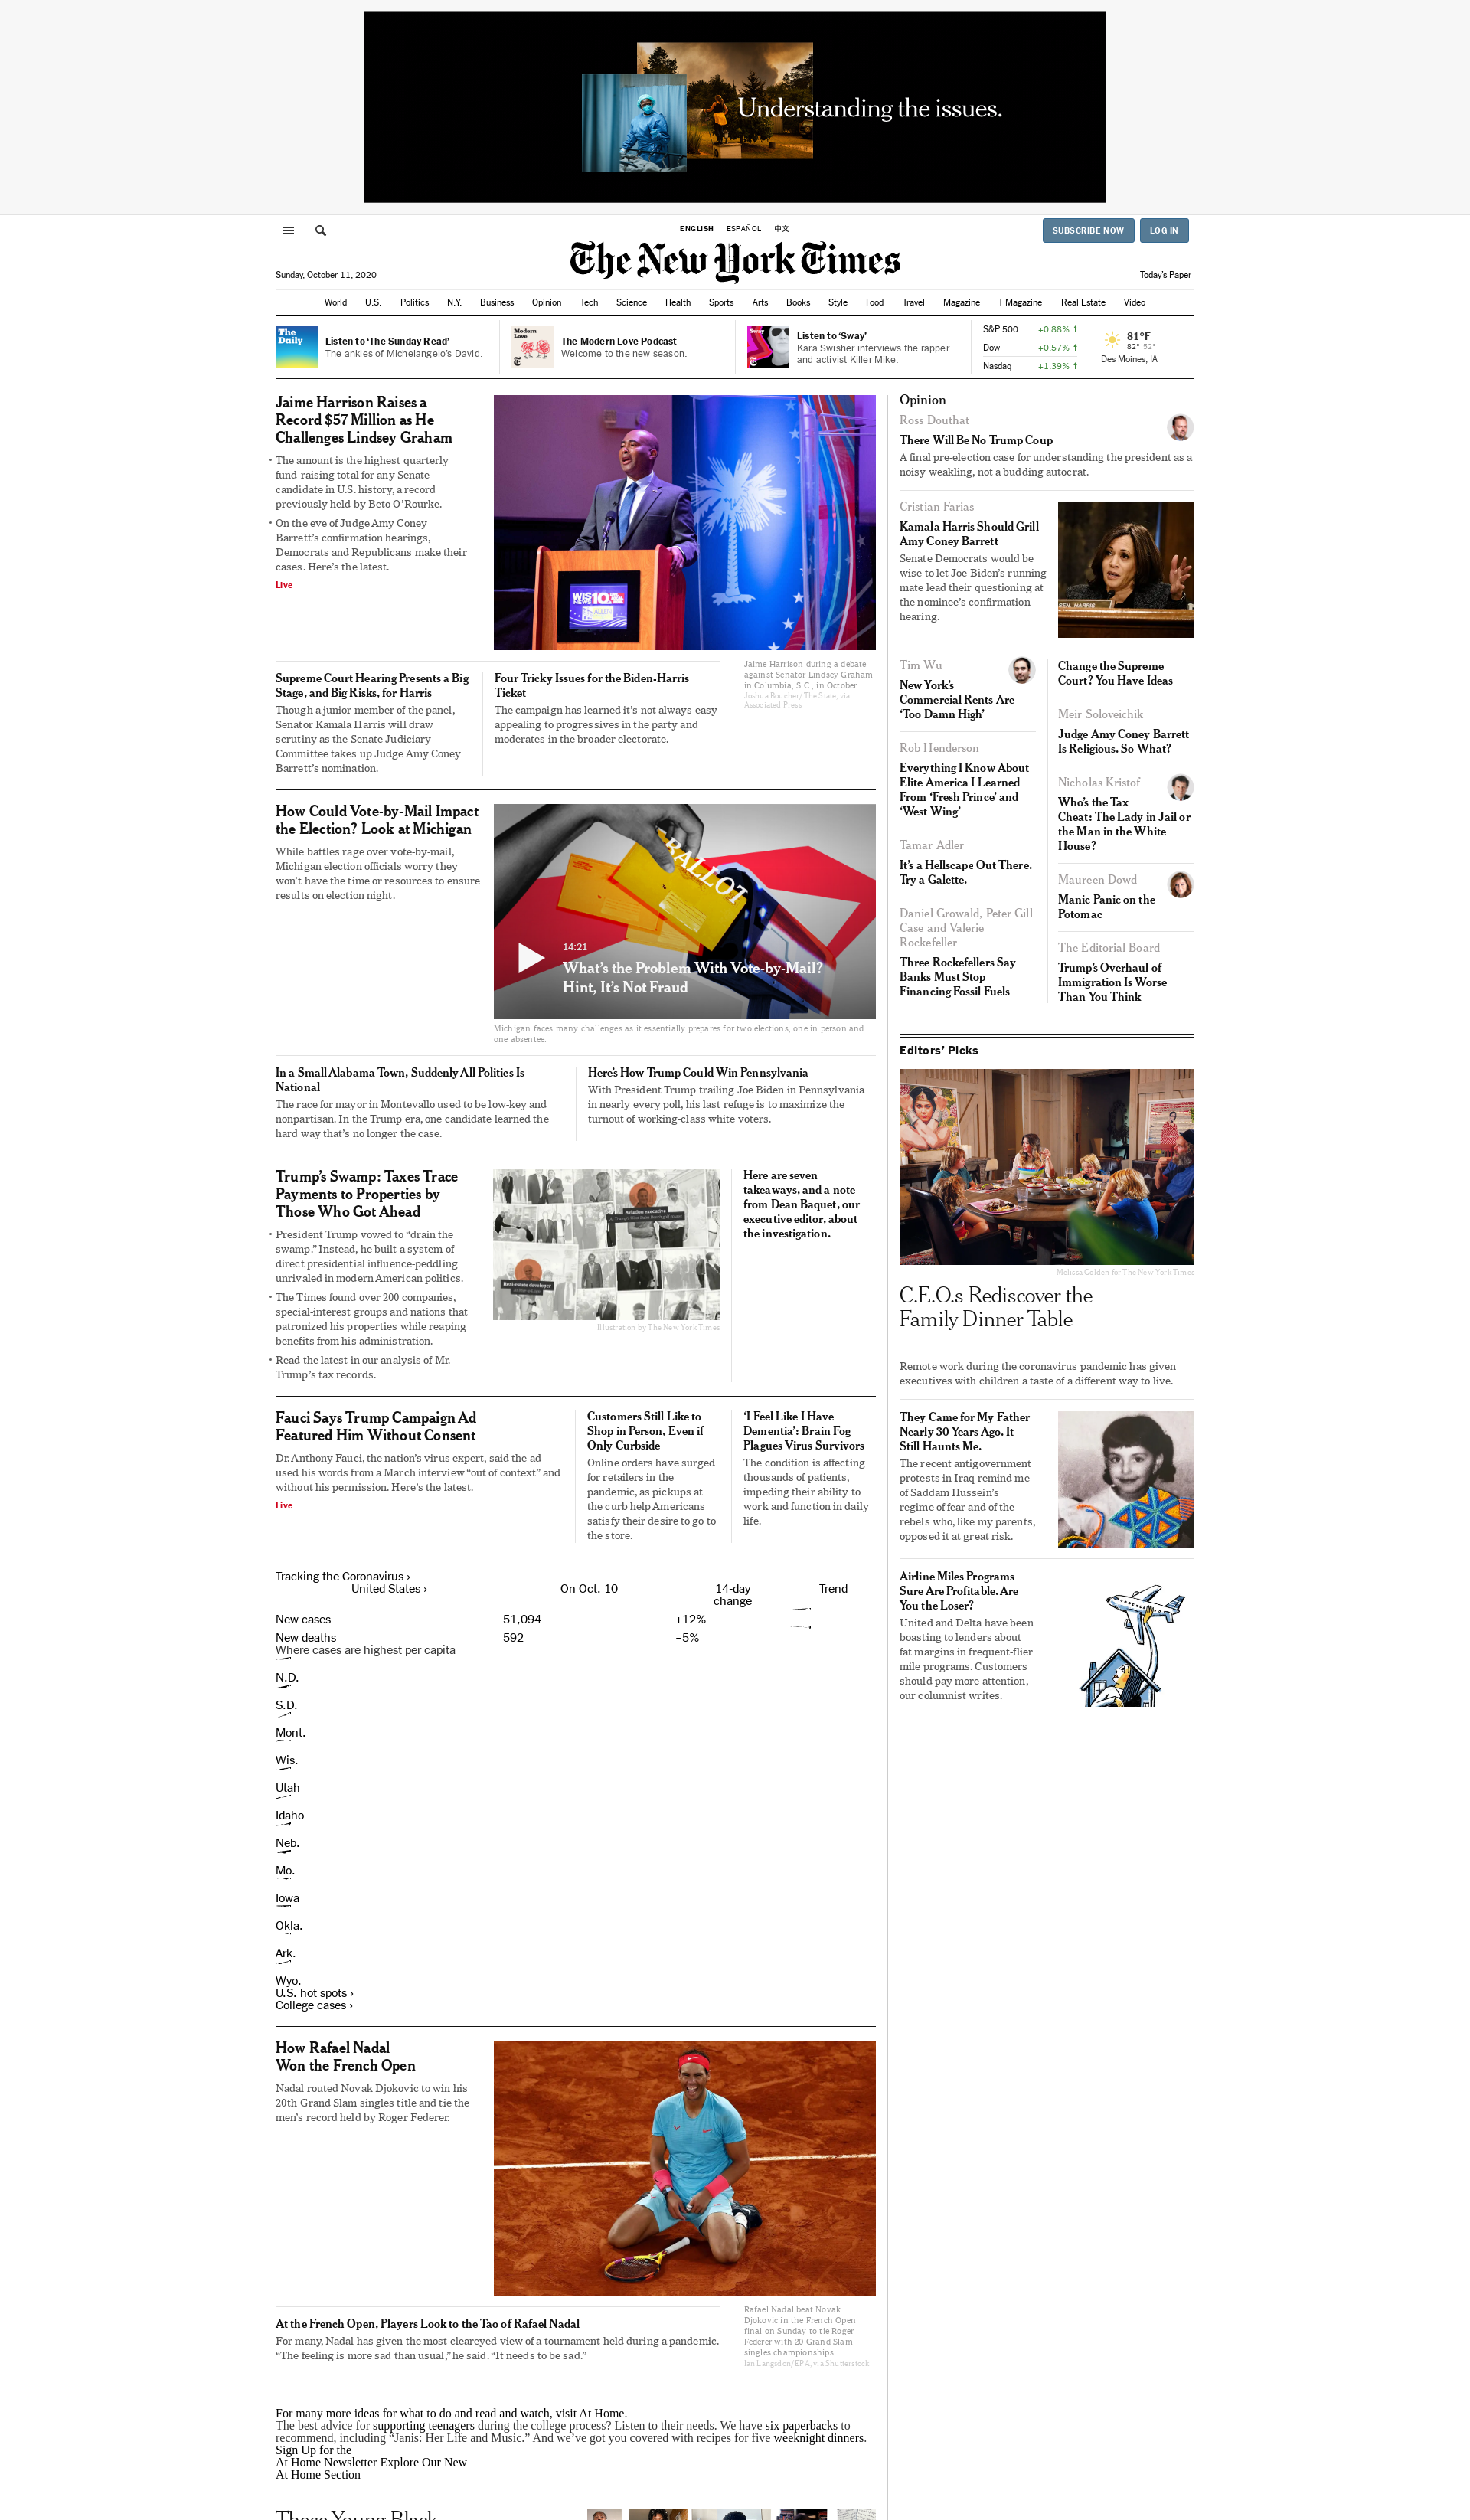 Understanding the issues.
ENGLISH ESPAÑOL 中文
SUBSCRIBE NOW LOG IN
The New York Times
Sunday, October 11, 2020
Today's Paper
World U.S. Politics N.Y. Business Opinion Tech Science Health Sports Arts Books Style Food Travel Magazine T Magazine Real Estate Video
The
Daily
Listen to ‘The Sunday Read’
The ankles of Michelangelo’s David.
Modern
Love
The Modern Love Podcast
Welcome to the new season.
Sway
Listen to ‘Sway’
Kara Swisher interviews the rapper
and activist Killer Mike.
S&P 500 +0.88% ↑
Dow +0.57% ↑
Nasdaq +1.39% ↑
81°F
82° 52°
Des Moines, IA
Jaime Harrison Raises a
Record $57 Million as He
Challenges Lindsey Graham
• The amount is the highest quarterly
fund-raising total for any Senate
candidate in U.S. history, a record
previously held by Beto O’Rourke.
• On the eve of Judge Amy Coney
Barrett’s confirmation hearings,
Democrats and Republicans make their
cases. Here’s the latest.
Live
WIS
NEWS 10
ALLEN
Jaime Harrison during a debate
against Senator Lindsey Graham
in Columbia, S.C., in October.
Joshua Boucher/The State, via
Associated Press
Supreme Court Hearing Presents a Big
Stage, and Big Risks, for Harris
Though a junior member of the panel,
Senator Kamala Harris will draw
scrutiny as the Senate Judiciary
Committee takes up Judge Amy Coney
Barrett’s nomination.
Four Tricky Issues for the Biden-Harris
Ticket
The campaign has learned it’s not always easy
appealing to progressives in the party and
moderates in the broader electorate.
How Could Vote-by-Mail Impact
the Election? Look at Michigan
While battles rage over vote-by-mail,
Michigan election officials worry they
won’t have the time or resources to ensure
results on election night.
BALLOT
14:21
What’s the Problem With Vote-by-Mail?
Hint, It’s Not Fraud
Michigan faces many challenges as it essentially prepares for two elections, one in person and
one absentee.
In a Small Alabama Town, Suddenly All Politics Is
National
The race for mayor in Montevallo used to be low-key and
nonpartisan. In the Trump era, one candidate learned the
hard way that’s no longer the case.
Here’s How Trump Could Win Pennsylvania
With President Trump trailing Joe Biden in Pennsylvania
in nearly every poll, his last refuge is to maximize the
turnout of working-class white voters.
Trump’s Swamp: Taxes Trace
Payments to Properties by
Those Who Got Ahead
• President Trump vowed to “drain the
swamp.” Instead, he built a system of
direct presidential influence-peddling
unrivaled in modern American politics.
• The Times found over 200 companies,
special-interest groups and nations that
patronized his properties while reaping
benefits from his administration.
• Read the latest in our analysis of Mr.
Trump’s tax records.
Aviation executive
Real-estate developer
Illustration by The New York Times
Here are seven
takeaways, and a note
from Dean Baquet, our
executive editor, about
the investigation.
Fauci Says Trump Campaign Ad
Featured Him Without Consent
Dr. Anthony Fauci, the nation’s virus expert, said the ad
used his words from a March interview “out of context” and
without his permission. Here’s the latest.
Live
Customers Still Like to
Shop in Person, Even if
Only Curbside
Online orders have surged
for retailers in the
pandemic, as pickups at
the curb help Americans
satisfy their desire to go to
the store.
‘I Feel Like I Have
Dementia’: Brain Fog
Plagues Virus Survivors
The condition is affecting
thousands of patients,
impeding their ability to
work and function in daily
life.
Tracking the Coronavirus ›
United States › On Oct. 10 14-day
change Trend
New cases 51,094 +12%
New deaths 592 –5%
Where cases are highest per capita
N.D.
S.D.
Mont.
Wis.
Utah
Idaho
Neb.
Mo.
Iowa
Okla.
Ark.
Wyo.
U.S. hot spots ›
College cases ›
How Rafael Nadal
Won the French Open
Nadal routed Novak Djokovic to win his
20th Grand Slam singles title and tie the
men’s record held by Roger Federer.
Rafael Nadal beat Novak
Djokovic in the French Open
final on Sunday to tie Roger
Federer with 20 Grand Slam
singles championships.
Ian Langsdon/EPA, via Shutterstock
At the French Open, Players Look to the Tao of Rafael Nadal
For many, Nadal has given the most cleareyed view of a tournament held during a pandemic.
“The feeling is more sad than usual,” he said. “It needs to be sad.”
For many more ideas for what to do and read and watch, visit At Home.
The best advice for supporting teenagers during the college process? Listen to their needs. We have six paperbacks to
recommend, including “Janis: Her Life and Music.” And we’ve got you covered with recipes for five weeknight dinners.
Sign Up for the
At Home Newsletter Explore Our New
At Home Section
These Young Black
Opinion
Ross Douthat
There Will Be No Trump Coup
A final pre-election case for understanding the president as a
noisy weakling, not a budding autocrat.
Cristian Farias
Kamala Harris Should Grill
Amy Coney Barrett
Senate Democrats would be
wise to let Joe Biden’s running
mate lead their questioning at
the nominee’s confirmation
hearing.
SEN. HARRIS
Tim Wu
New York’s
Commercial Rents Are
‘Too Damn High’
Rob Henderson
Everything I Know About
Elite America I Learned
From ‘Fresh Prince’ and
‘West Wing’
Tamar Adler
It’s a Hellscape Out There.
Try a Galette.
Daniel Growald, Peter Gill
Case and Valerie
Rockefeller
Three Rockefellers Say
Banks Must Stop
Financing Fossil Fuels
Change the Supreme
Court? You Have Ideas
Meir Soloveichik
Judge Amy Coney Barrett
Is Religious. So What?
Nicholas Kristof
Who’s the Tax
Cheat: The Lady in Jail or
the Man in the White
House?
Maureen Dowd
Manic Panic on the
Potomac
The Editorial Board
Trump’s Overhaul of
Immigration Is Worse
Than You Think
Editors’ Picks
Melissa Golden for The New York Times
C.E.O.s Rediscover the
Family Dinner Table
Remote work during the coronavirus pandemic has given
executives with children a taste of a different way to live.
They Came for My Father
Nearly 30 Years Ago. It
Still Haunts Me.
The recent antigovernment
protests in Iraq remind me
of Saddam Hussein’s
regime of fear and of the
rebels who, like my parents,
opposed it at great risk.
Airline Miles Programs
Sure Are Profitable. Are
You the Loser?
United and Delta have been
boasting to lenders about
fat margins in frequent-flier
mile programs. Customers
should pay more attention,
our columnist writes.